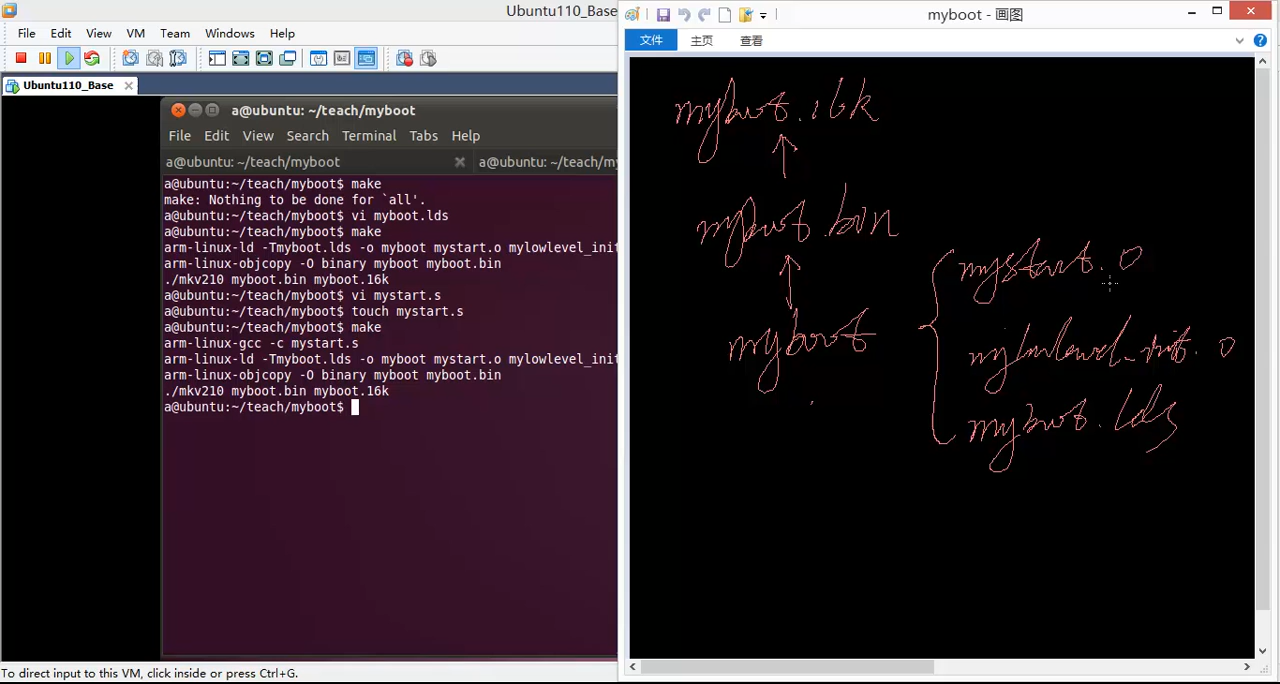 Ubuntu110_Base
File Edit View VM Team Windows Help
Ubuntu110_Base
a@ubuntu: ~/teach/myboot
File Edit View Search Terminal Tabs Help
a@ubuntu: ~/teach/myboot
a@ubuntu: ~/teach/my
a@ubuntu:~/teach/myboot$ make
make: Nothing to be done for `all'.
a@ubuntu:~/teach/myboot$ vi myboot.lds
a@ubuntu:~/teach/myboot$ make
arm-linux-ld -Tmyboot.lds -o myboot mystart.o mylowlevel_init
arm-linux-objcopy -O binary myboot myboot.bin
./mkv210 myboot.bin myboot.16k
a@ubuntu:~/teach/myboot$ vi mystart.s
a@ubuntu:~/teach/myboot$ touch mystart.s
a@ubuntu:~/teach/myboot$ make
arm-linux-gcc -c mystart.s
arm-linux-ld -Tmyboot.lds -o myboot mystart.o mylowlevel_init
arm-linux-objcopy -O binary myboot myboot.bin
./mkv210 myboot.bin myboot.16k
a@ubuntu:~/teach/myboot$
To direct input to this VM, click inside or press Ctrl+G.
myboot - 画图
文件 主页 查看
myboot.16k
myboot.bin
mystart.o
myboot
mylowlevel_init.o
myboot.lds